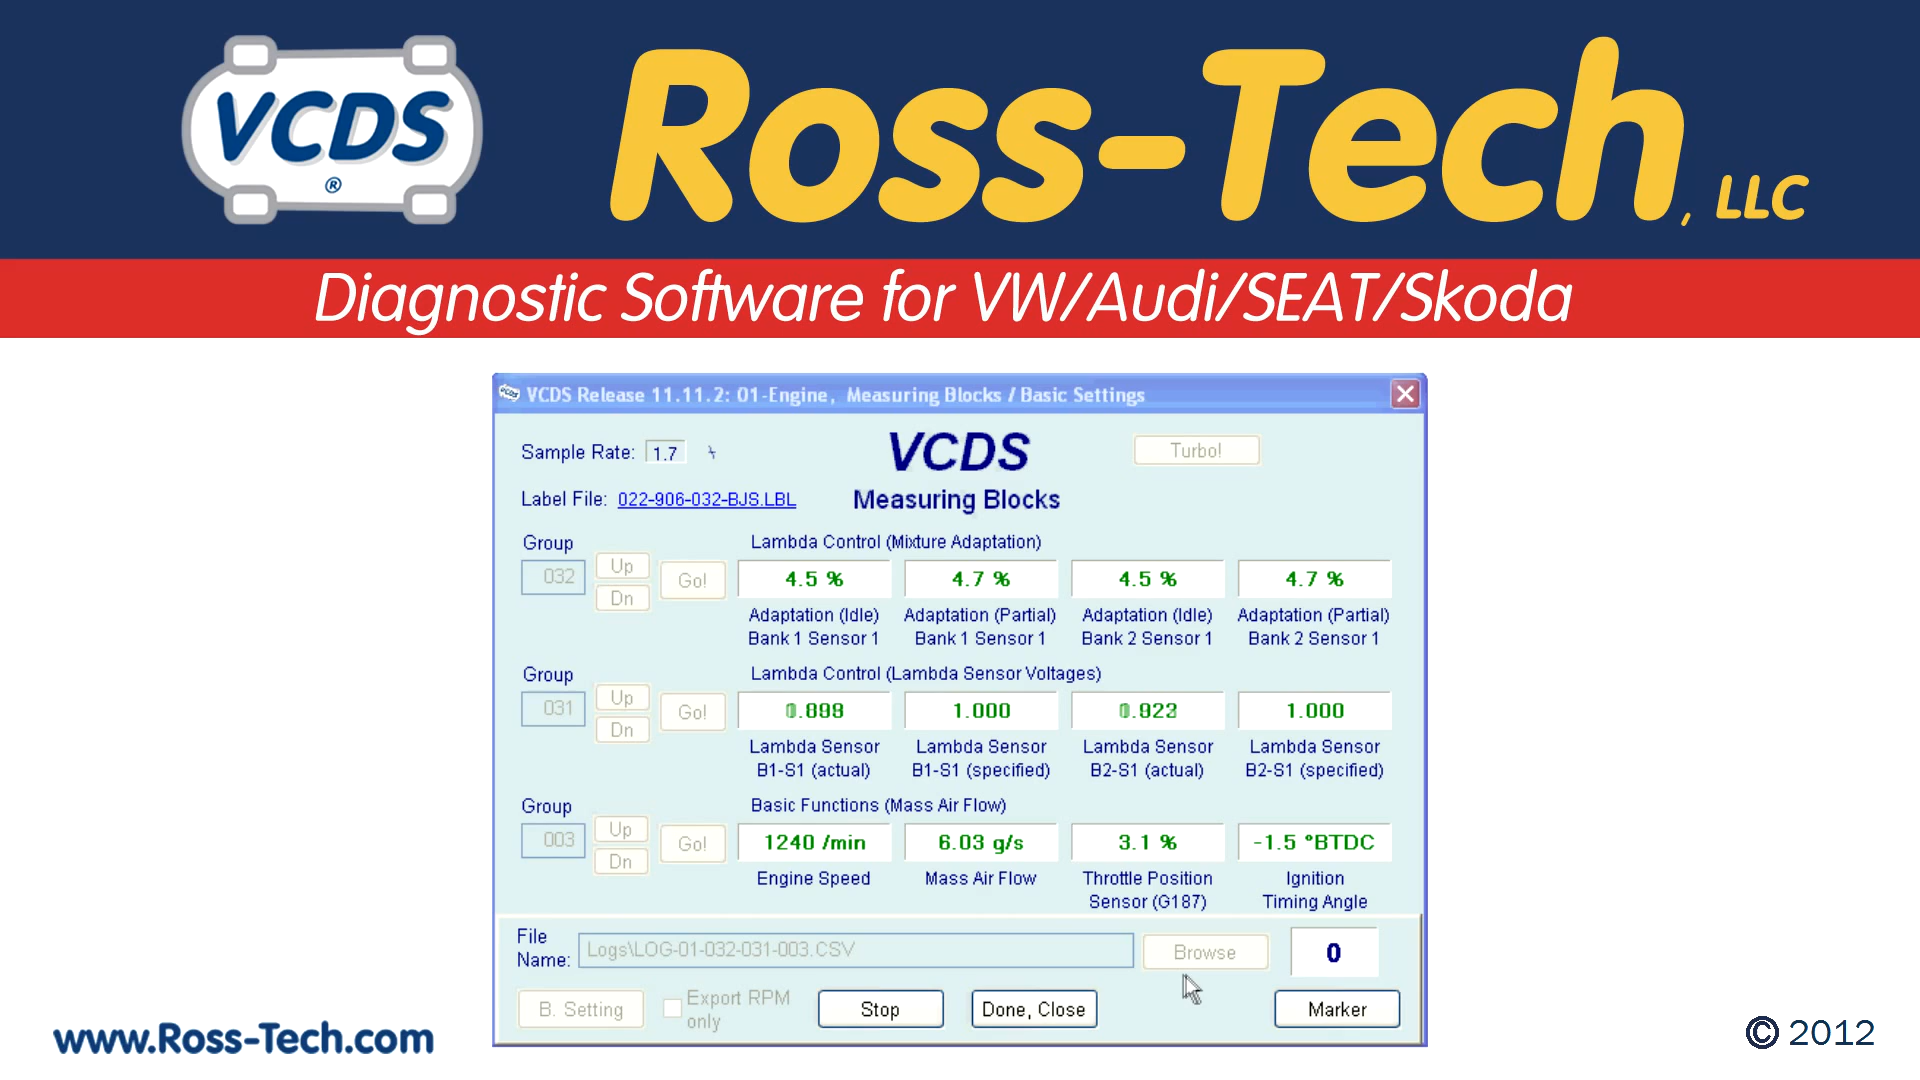 VCDS
®
Ross-Tech, LLC
Diagnostic Software for VW/Audi/SEAT/Skoda
VCDS Release 11.11.2: 01-Engine, Measuring Blocks / Basic Settings
Sample Rate: 1.7
VCDS
Turbo!
Label File: 022-906-032-BJS.LBL
Measuring Blocks
Group
Lambda Control (Mixture Adaptation)
032 Up Dn Go! 4.5 % 4.7 % 4.5 % 4.7 %
Adaptation (Idle) Adaptation (Partial) Adaptation (Idle) Adaptation (Partial)
Bank 1 Sensor 1 Bank 1 Sensor 1 Bank 2 Sensor 1 Bank 2 Sensor 1
Group
Lambda Control (Lambda Sensor Voltages)
031 Up Dn Go! 1.000 1.000
Lambda Sensor Lambda Sensor Lambda Sensor Lambda Sensor
B1-S1 (actual) B1-S1 (specified) B2-S1 (actual) B2-S1 (specified)
Group
Basic Functions (Mass Air Flow)
003 Up Dn Go! 1240 /min 6.03 g/s 3.1 % -1.5 °BTDC
Engine Speed Mass Air Flow Throttle Position Ignition
Sensor (G187) Timing Angle
File
Name: Logs\LOG-01-032-031-003.CSV Browse 0
B. Setting Export RPM only Stop Done, Close Marker
www.Ross-Tech.com
© 2012